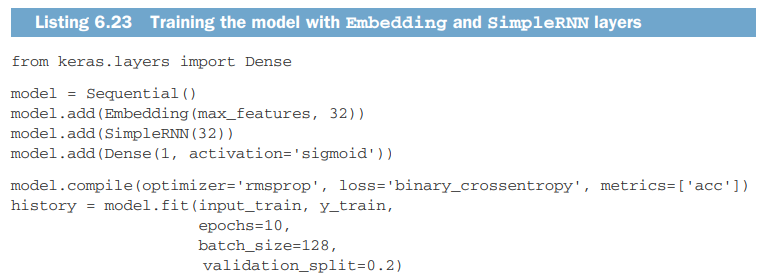 Listing 6.23 Training the model with Embedding and SimpleRNN layers
from keras.layers import Dense
model = Sequential()
model.add(Embedding(max_features, 32))
model.add(SimpleRNN(32))
model.add(Dense(1, activation='sigmoid'))
model.compile(optimizer='rmsprop', loss='binary_crossentropy', metrics=['acc'])
history = model.fit(input_train, y_train,
                    epochs=10,
                    batch_size=128,
                    validation_split=0.2)